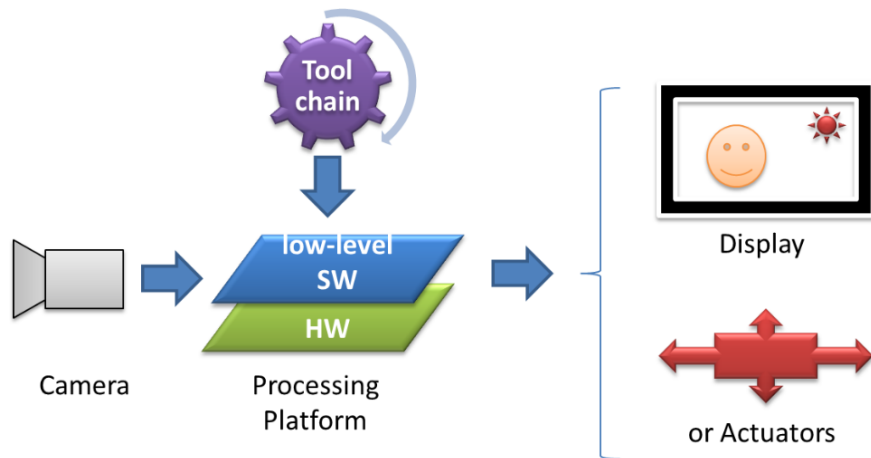 Tool
chain
low-level
SW
HW
Camera
Processing
Platform
Display
or Actuators